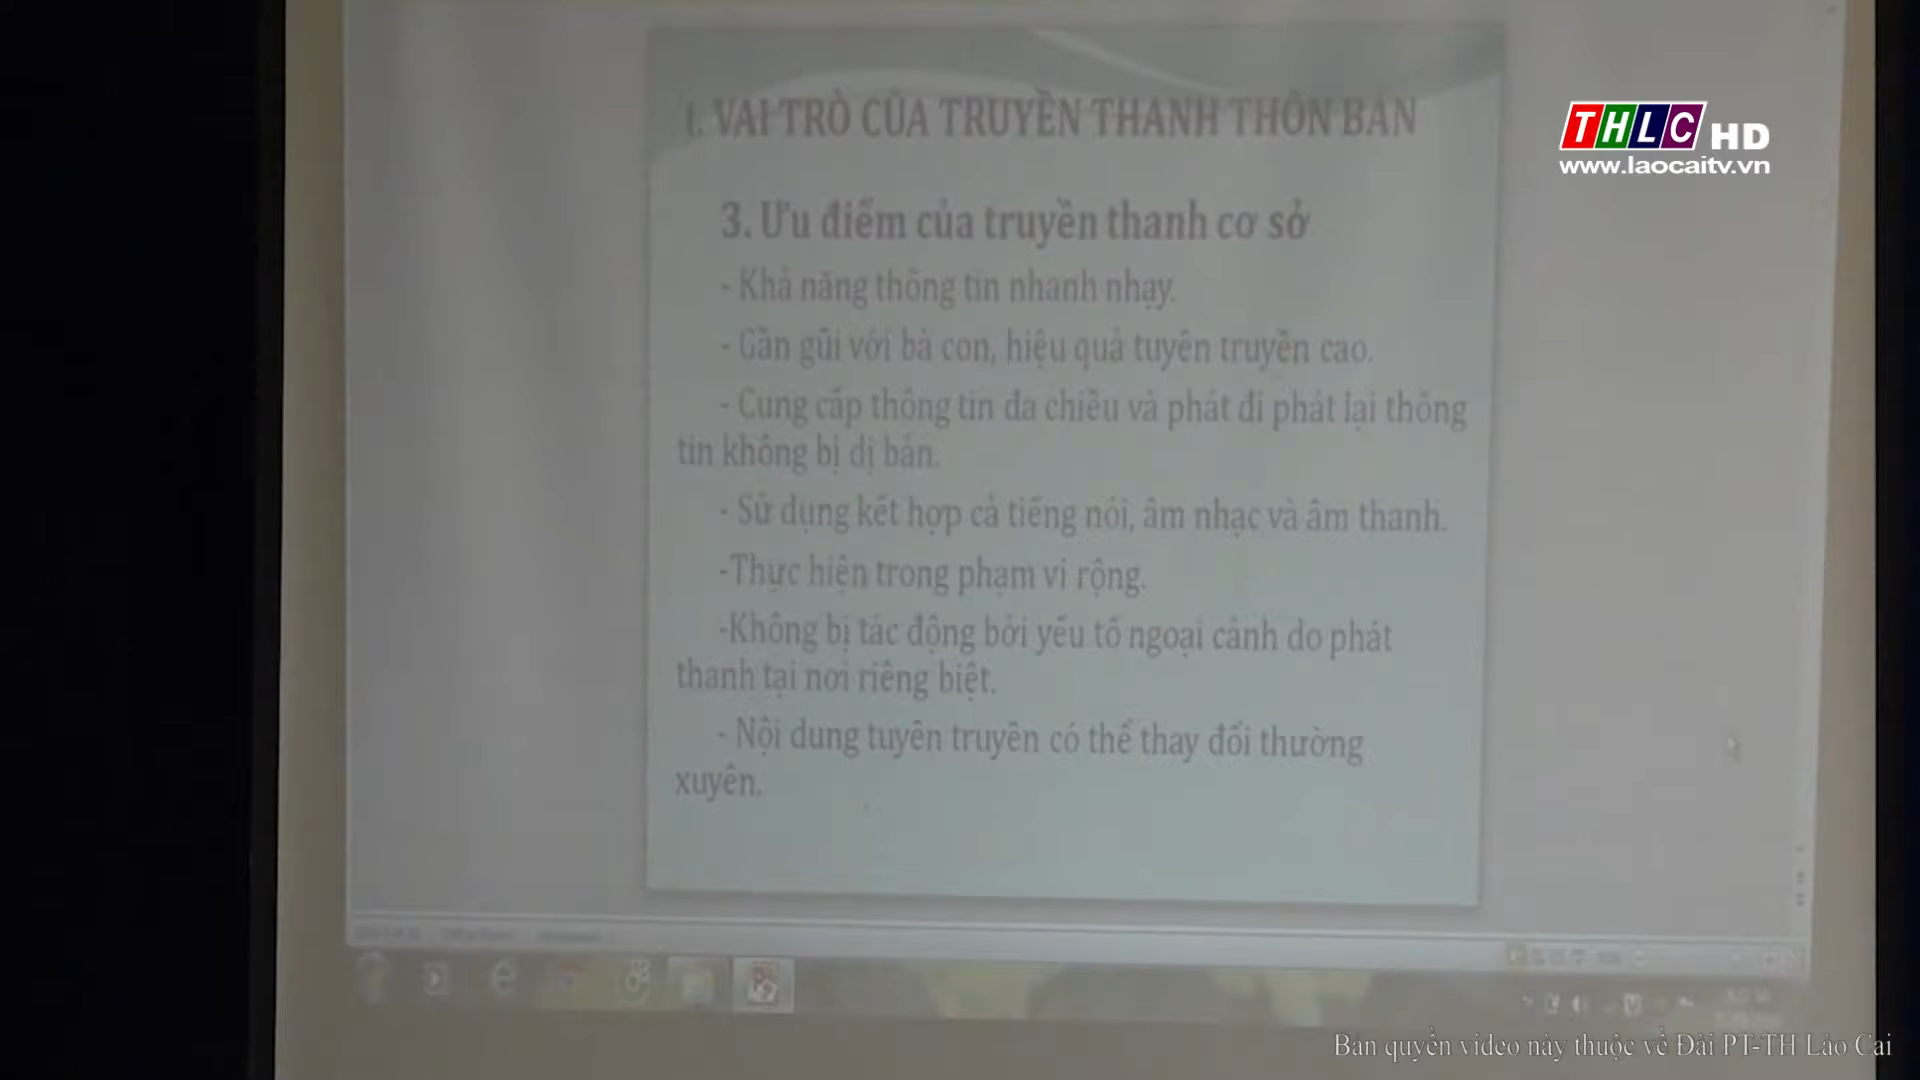 THLC HD
www.laocaitv.vn
I. VAI TRÒ CỦA TRUYỀN THANH THÔN BẢN
3. Ưu điểm của truyền thanh cơ sở
- Khả năng thông tin nhanh nhạy.
- Gần gũi với bà con, hiệu quả tuyên truyền cao.
- Cung cấp thông tin đa chiều và phát đi phát lại thông
tin không bị dị bản.
- Sử dụng kết hợp cả tiếng nói, âm nhạc và âm thanh.
-Thực hiện trong phạm vi rộng.
-Không bị tác động bởi yếu tố ngoại cảnh do phát
thanh tại nơi riêng biệt.
- Nội dung tuyên truyền có thể thay đổi thường
xuyên.
Bản quyền video này thuộc về Đài PT-TH Lào Cai